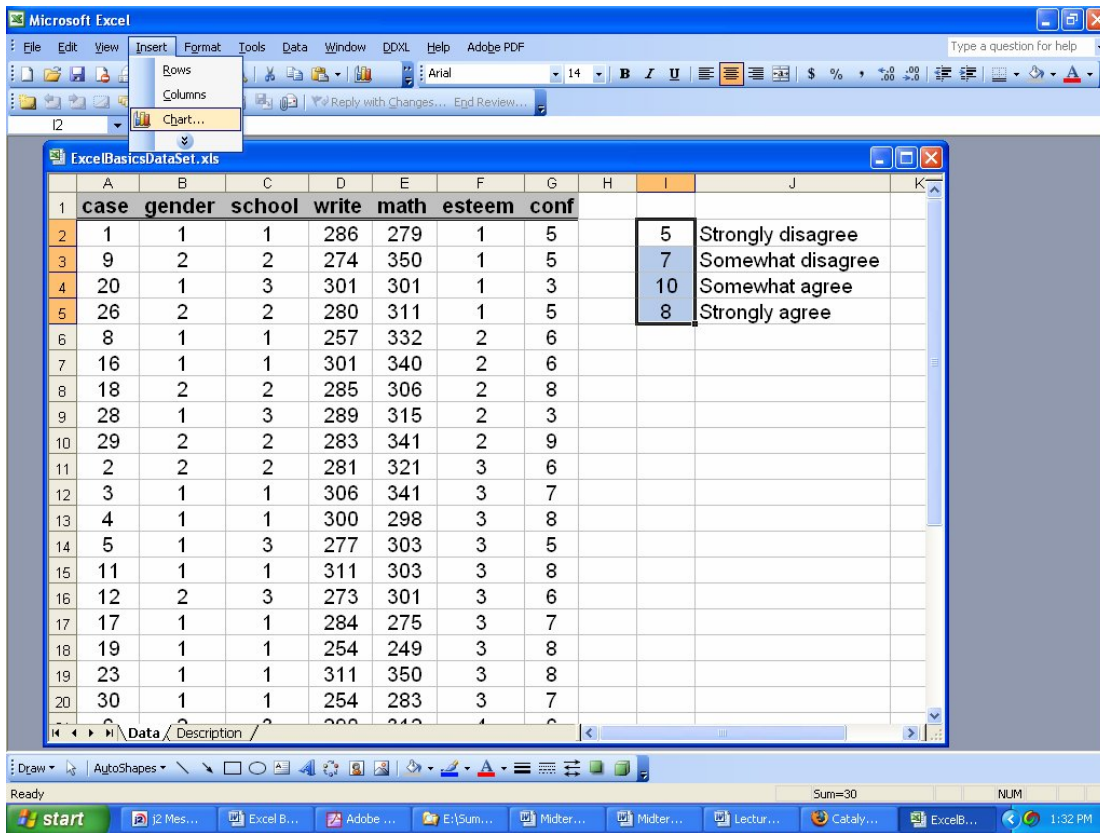 Microsoft Excel
File Edit View Insert Format Tools Data Window DDXL Help Adobe PDF Type a question for help
Rows
Columns
Chart...
Arial 14 B I U $ % ,
Reply with Changes... End Review...
I2
ExcelBasicsDataSet.xls
A B C D E F G H I J K
1 case gender school write math esteem conf
2 1 1 1 286 279 1 5 5 Strongly disagree
3 9 2 2 274 350 1 5 7 Somewhat disagree
4 20 1 3 301 301 1 3 10 Somewhat agree
5 26 2 2 280 311 1 5 8 Strongly agree
6 8 1 1 257 332 2 6
7 16 1 1 301 340 2 6
8 18 2 2 285 306 2 8
9 28 1 3 289 315 2 3
10 29 2 2 283 341 2 9
11 2 2 2 281 321 3 6
12 3 1 1 306 341 3 7
13 4 1 1 300 298 3 8
14 5 1 3 277 303 3 5
15 11 1 1 311 303 3 8
16 12 2 3 273 301 3 6
17 17 1 1 284 275 3 7
18 19 1 1 254 249 3 8
19 23 1 1 311 350 3 8
20 30 1 1 254 283 3 7
Data Description
Draw AutoShapes
Ready Sum=30 NUM
start j2 Mes... Excel B... Adobe ... E:\Sum... Midter... Midter... Lectur... Cataly... ExcelB... 1:32 PM